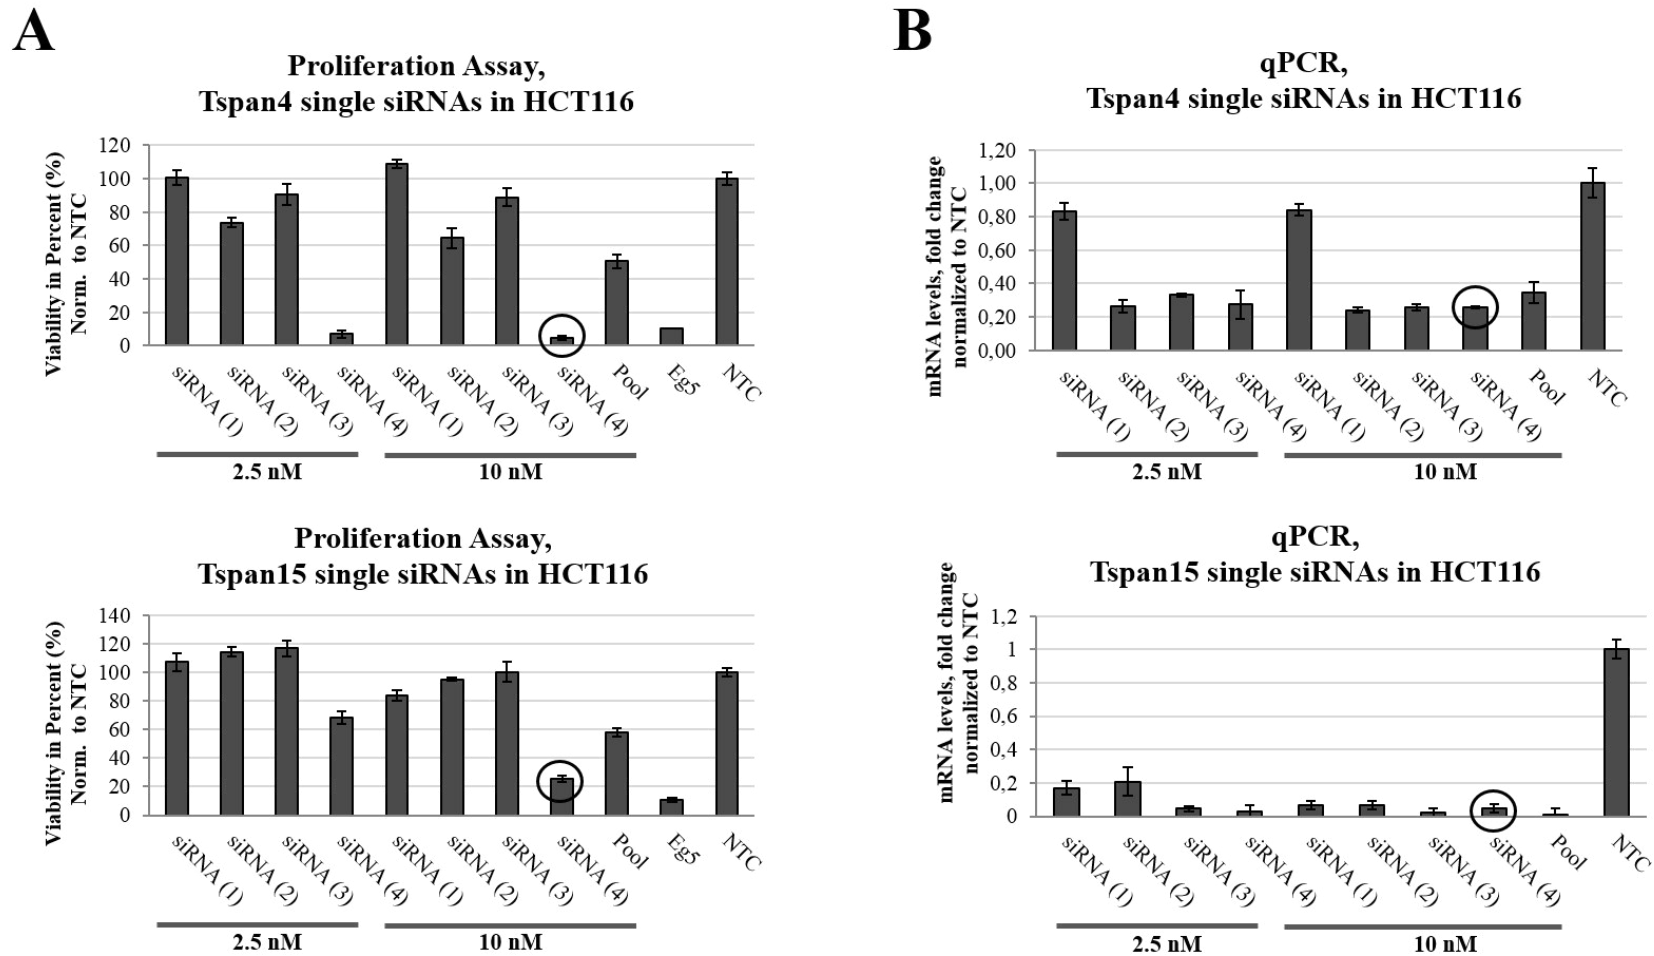 A
Proliferation Assay,
Tspan4 single siRNAs in HCT116
Viability in Percent (%)
Norm. to NTC
120
100
80
60
40
20
0
siRNA (1)
siRNA (2)
siRNA (3)
siRNA (4)
siRNA (1)
siRNA (2)
siRNA (3)
siRNA (4)
Pool
Eg5
NTC
2.5 nM
10 nM
B
qPCR,
Tspan4 single siRNAs in HCT116
mRNA levels, fold change
normalized to NTC
1,20
1,00
0,80
0,60
0,40
0,20
0,00
siRNA (1)
siRNA (2)
siRNA (3)
siRNA (4)
siRNA (1)
siRNA (2)
siRNA (3)
siRNA (4)
Pool
NTC
2.5 nM
10 nM
Proliferation Assay,
Tspan15 single siRNAs in HCT116
Viability in Percent (%)
Norm. to NTC
140
120
100
80
60
40
20
0
siRNA (1)
siRNA (2)
siRNA (3)
siRNA (4)
siRNA (1)
siRNA (2)
siRNA (3)
siRNA (4)
Pool
Eg5
NTC
2.5 nM
10 nM
qPCR,
Tspan15 single siRNAs in HCT116
mRNA levels, fold change
normalized to NTC
1,2
1
0,8
0,6
0,4
0,2
0
siRNA (1)
siRNA (2)
siRNA (3)
siRNA (4)
siRNA (1)
siRNA (2)
siRNA (3)
siRNA (4)
Pool
NTC
2.5 nM
10 nM